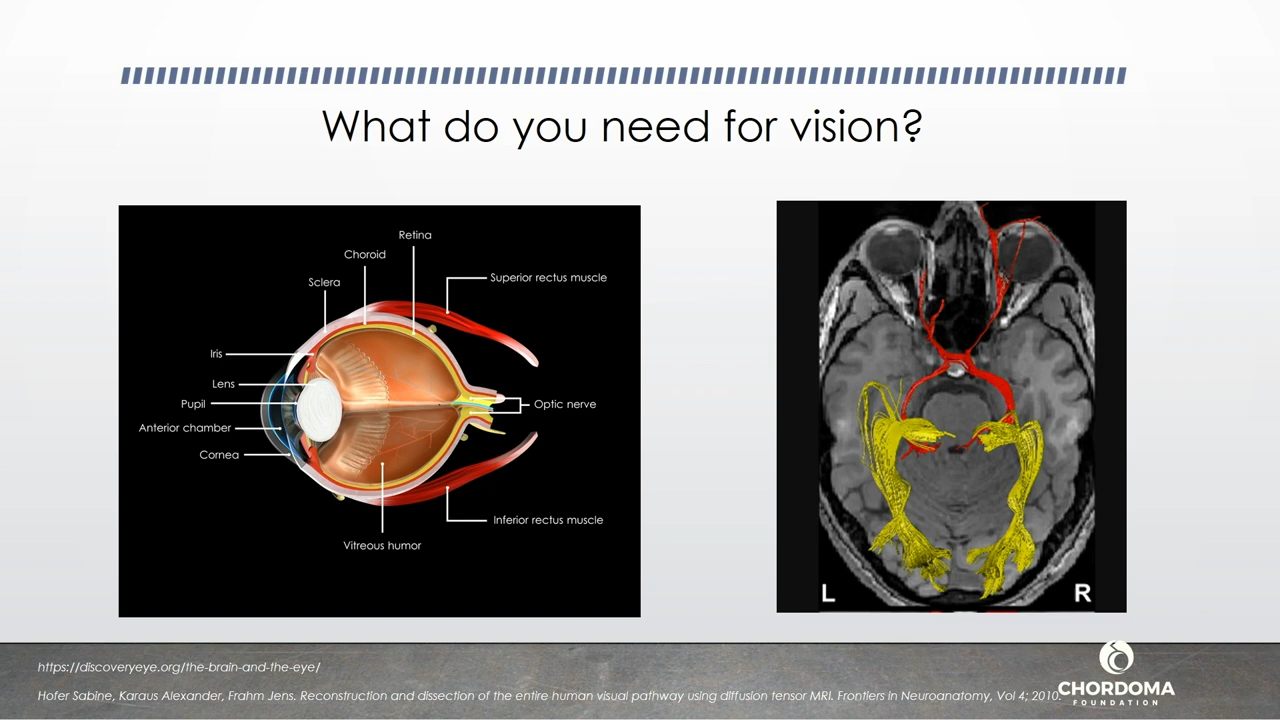 What do you need for vision?
Retina
Choroid
Superior rectus muscle
Sclera
Iris
Lens
Pupil
Optic nerve
Anterior chamber
Cornea
Inferior rectus muscle
Vitreous humor
L
R
https://discoveryeye.org/the-brain-and-the-eye/
Hofer Sabine, Karaus Alexander, Frahm Jens. Reconstruction and dissection of the entire human visual pathway using diffusion tensor MRI. Frontiers in Neuroanatomy, Vol 4; 2010.
CHORDOMA
FOUNDATION